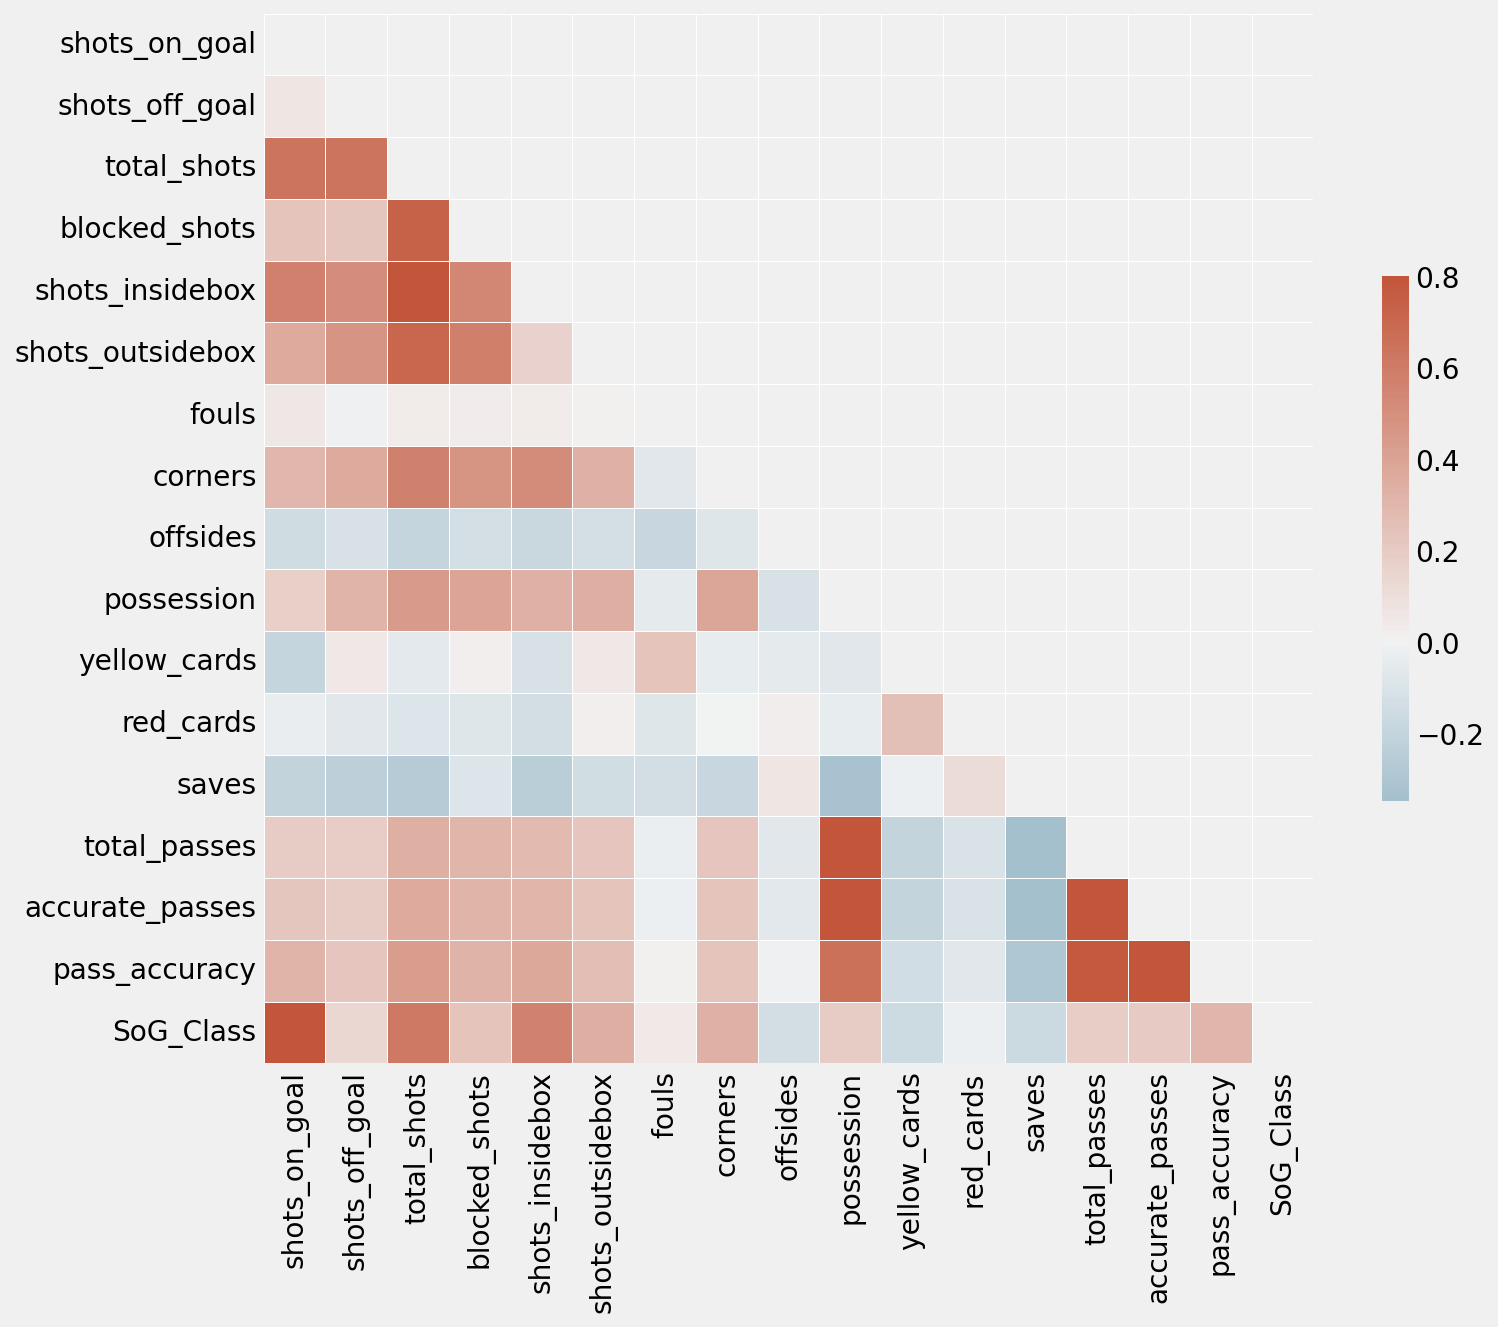 shots_on_goal
shots_off_goal
total_shots
blocked_shots
shots_insidebox
shots_outsidebox
fouls
corners
offsides
possession
yellow_cards
red_cards
saves
total_passes
accurate_passes
pass_accuracy
SoG_Class
shots_on_goal
shots_off_goal
total_shots
blocked_shots
shots_insidebox
shots_outsidebox
fouls
corners
offsides
possession
yellow_cards
red_cards
saves
total_passes
accurate_passes
pass_accuracy
SoG_Class
0.8
0.6
0.4
0.2
0.0
−0.2